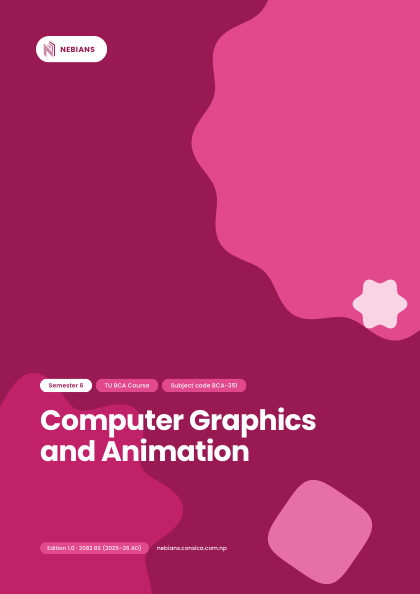 NEBIANS
Semester 6 TU BCA Course Subject code BCA-351
Computer Graphics
and Animation
Edition 1.0 · 2082 BS (2025–26 AD) nebians.consica.com.np